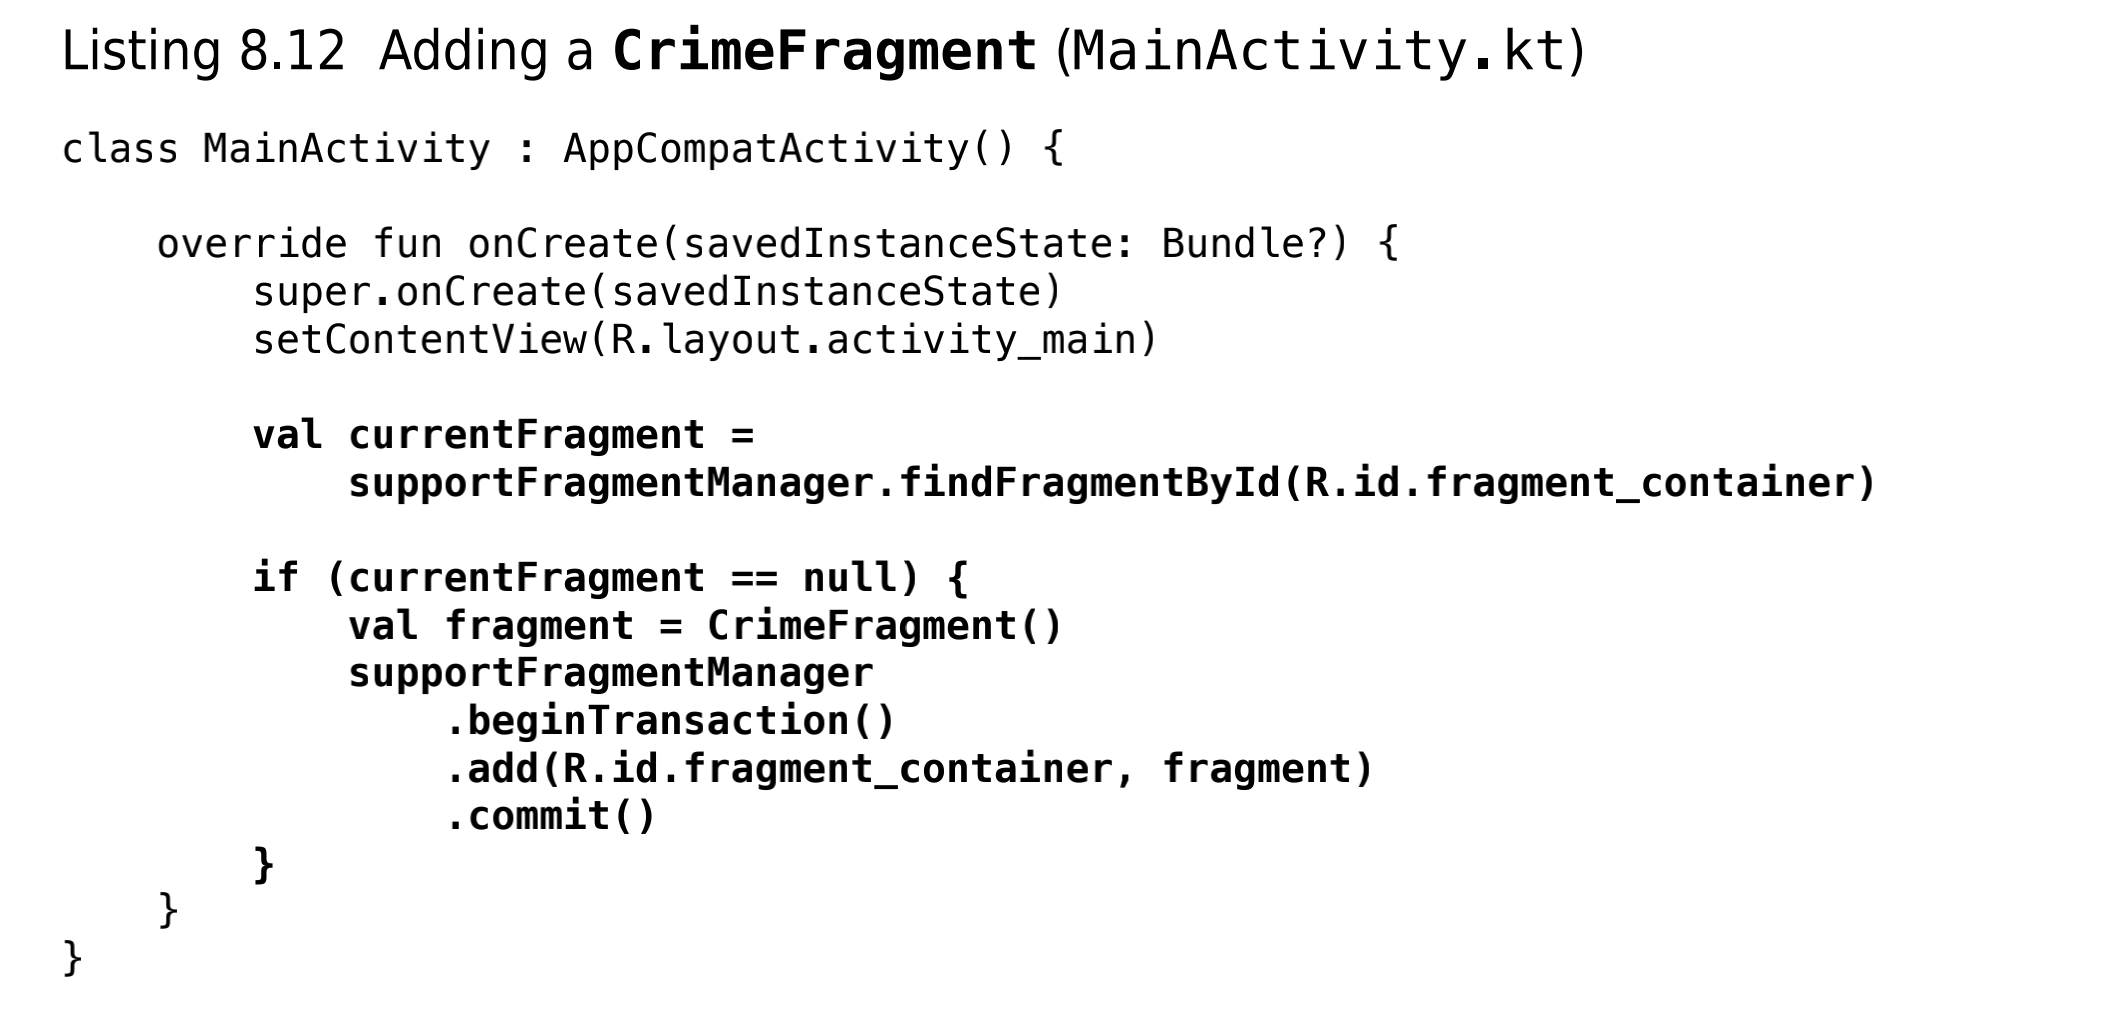 Listing 8.12  Adding a CrimeFragment (MainActivity.kt)
class MainActivity : AppCompatActivity() {
    override fun onCreate(savedInstanceState: Bundle?) {
        super.onCreate(savedInstanceState)
        setContentView(R.layout.activity_main)
        val currentFragment =
            supportFragmentManager.findFragmentById(R.id.fragment_container)
        if (currentFragment == null) {
            val fragment = CrimeFragment()
            supportFragmentManager
                .beginTransaction()
                .add(R.id.fragment_container, fragment)
                .commit()
        }
    }
}